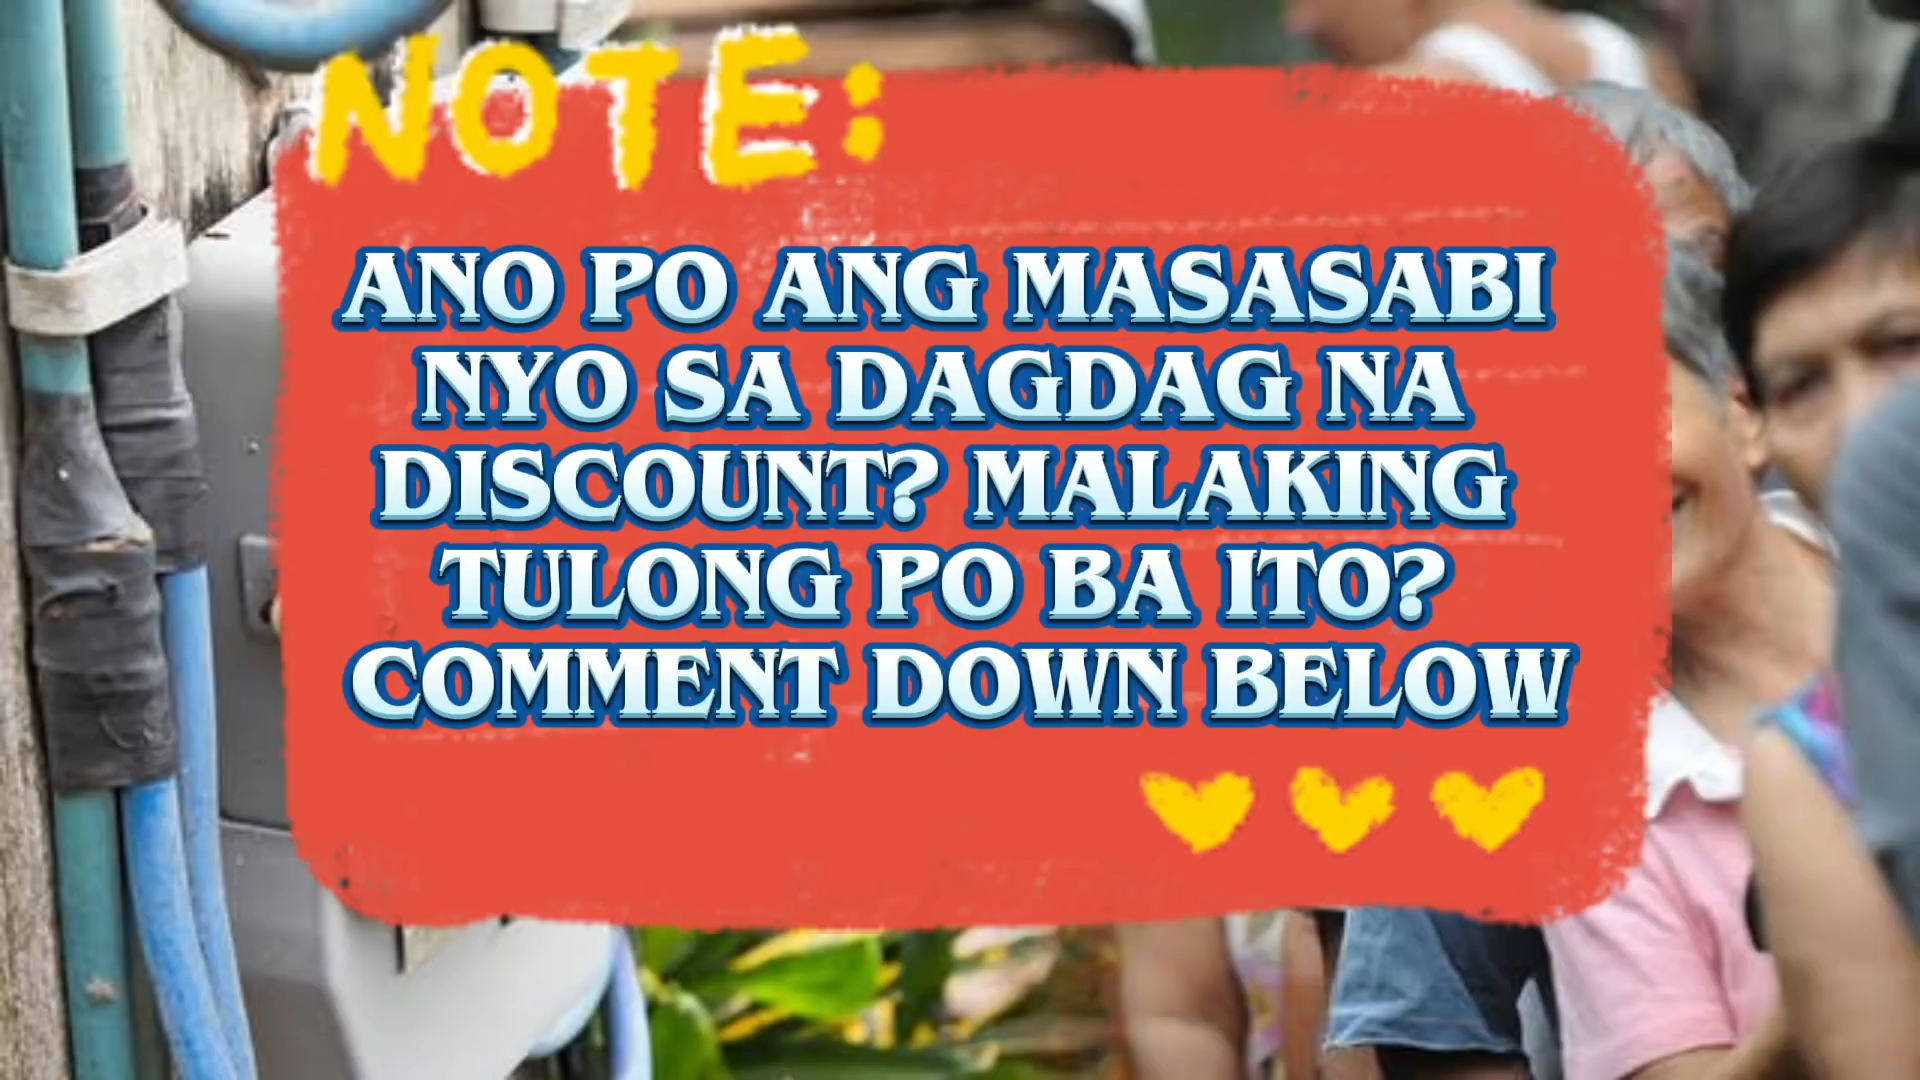 NOTE:
ANO PO ANG MASASABI
NYO SA DAGDAG NA
DISCOUNT? MALAKING
TULONG PO BA ITO?
COMMENT DOWN BELOW